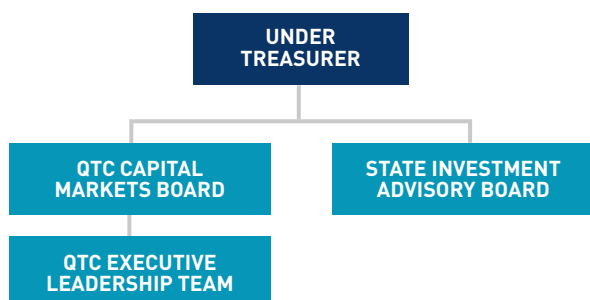 UNDER
TREASURER
QTC CAPITAL
MARKETS BOARD
STATE INVESTMENT
ADVISORY BOARD
QTC EXECUTIVE
LEADERSHIP TEAM